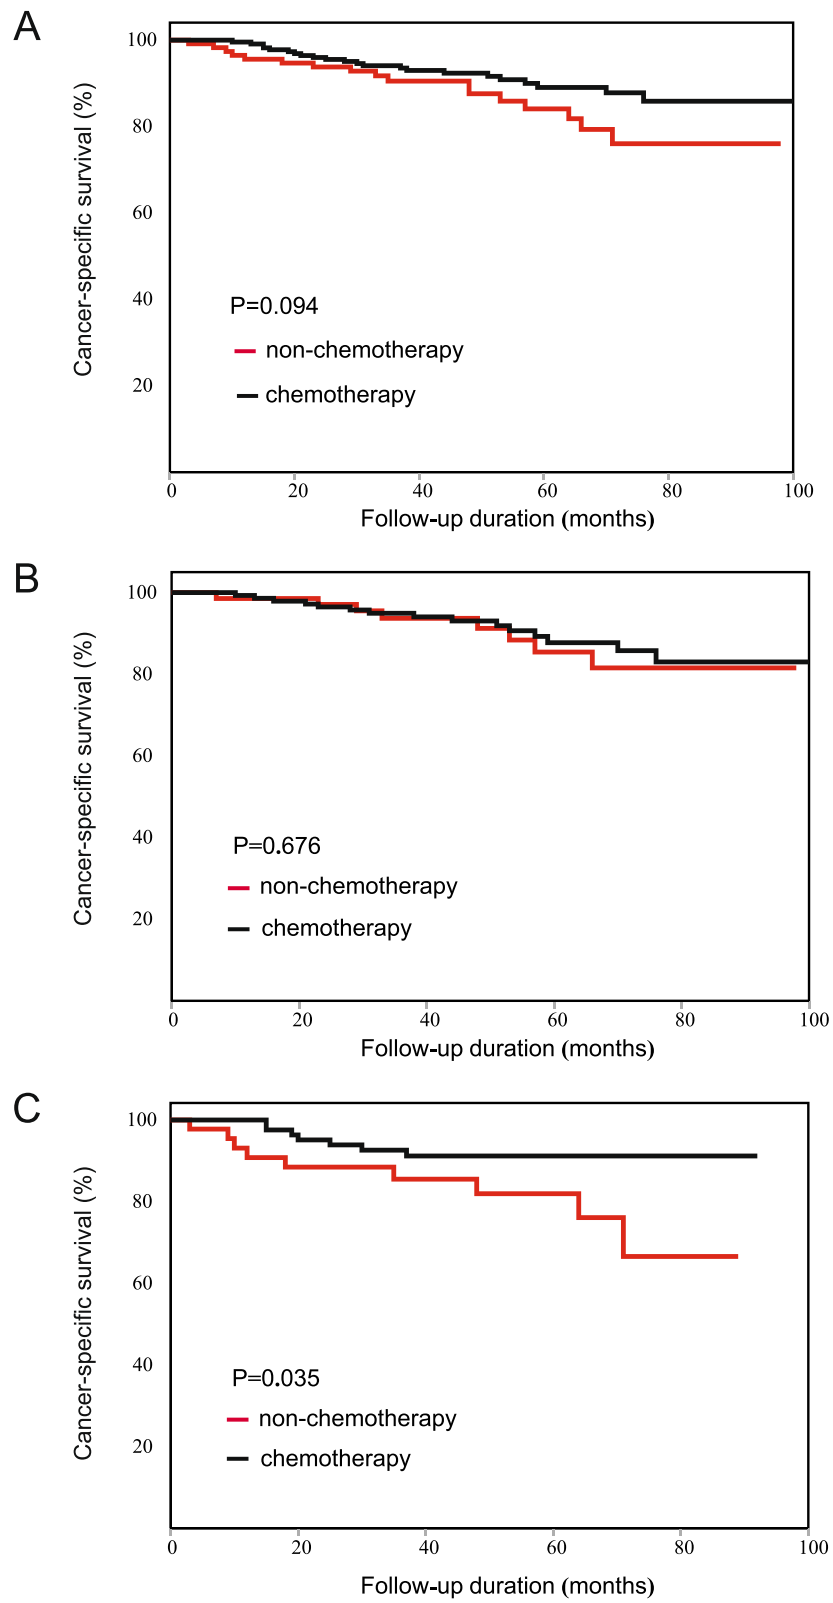 A
Cancer-specific survival (%)
100
80
60
40
20
P=0.094
non-chemotherapy
chemotherapy
0 20 40 60 80 100
Follow-up duration (months)
B
Cancer-specific survival (%)
100
80
60
40
20
P=0.676
non-chemotherapy
chemotherapy
0 20 40 60 80 100
Follow-up duration (months)
C
Cancer-specific survival (%)
100
80
60
40
20
P=0.035
non-chemotherapy
chemotherapy
0 20 40 60 80 100
Follow-up duration (months)